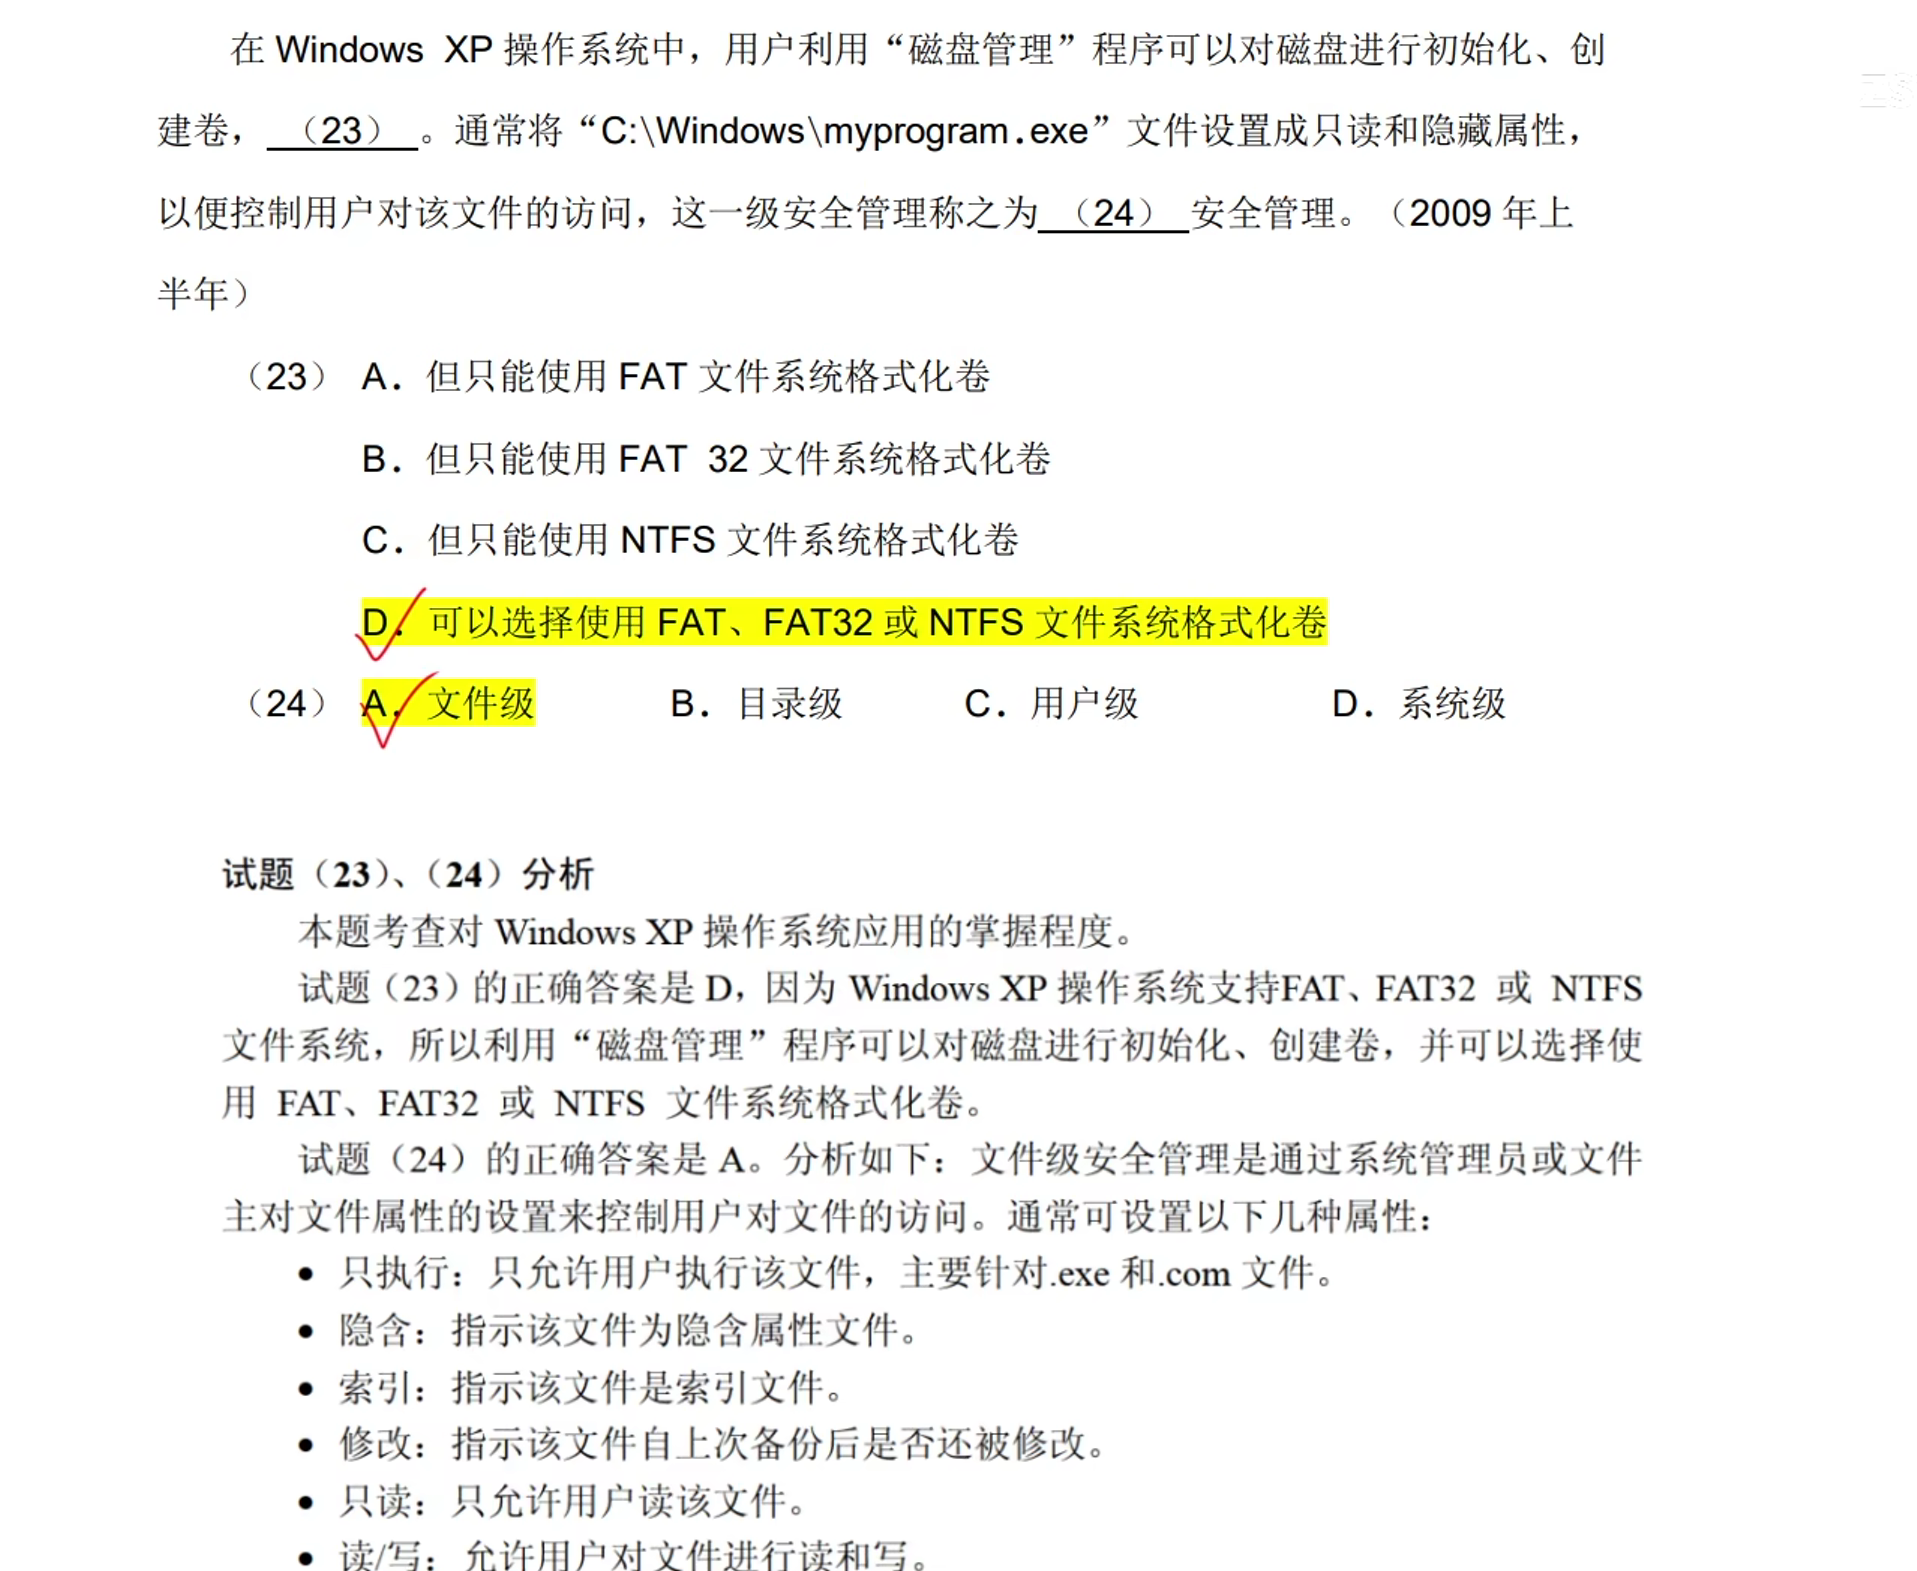 在 Windows XP 操作系统中，用户利用“磁盘管理”程序可以对磁盘进行初始化、创
建卷，（23）。通常将“C:\Windows\myprogram.exe”文件设置成只读和隐藏属性，
以便控制用户对该文件的访问，这一级安全管理称之为（24）安全管理。（2009 年上
半年）
（23） A．但只能使用 FAT 文件系统格式化卷
B．但只能使用 FAT 32 文件系统格式化卷
C．但只能使用 NTFS 文件系统格式化卷
D．可以选择使用 FAT、FAT32 或 NTFS 文件系统格式化卷
（24） A．文件级 B．目录级 C．用户级 D．系统级
试题（23）、（24）分析
本题考查对 Windows XP 操作系统应用的掌握程度。
试题（23）的正确答案是 D，因为 Windows XP 操作系统支持FAT、FAT32 或 NTFS
文件系统，所以利用“磁盘管理”程序可以对磁盘进行初始化、创建卷，并可以选择使
用 FAT、FAT32 或 NTFS 文件系统格式化卷。
试题（24）的正确答案是 A。分析如下：文件级安全管理是通过系统管理员或文件
主对文件属性的设置来控制用户对文件的访问。通常可设置以下几种属性：
• 只执行：只允许用户执行该文件，主要针对.exe 和.com 文件。
• 隐含：指示该文件为隐含属性文件。
• 索引：指示该文件是索引文件。
• 修改：指示该文件自上次备份后是否还被修改。
• 只读：只允许用户读该文件。
• 读/写：允许用户对文件进行读和写。